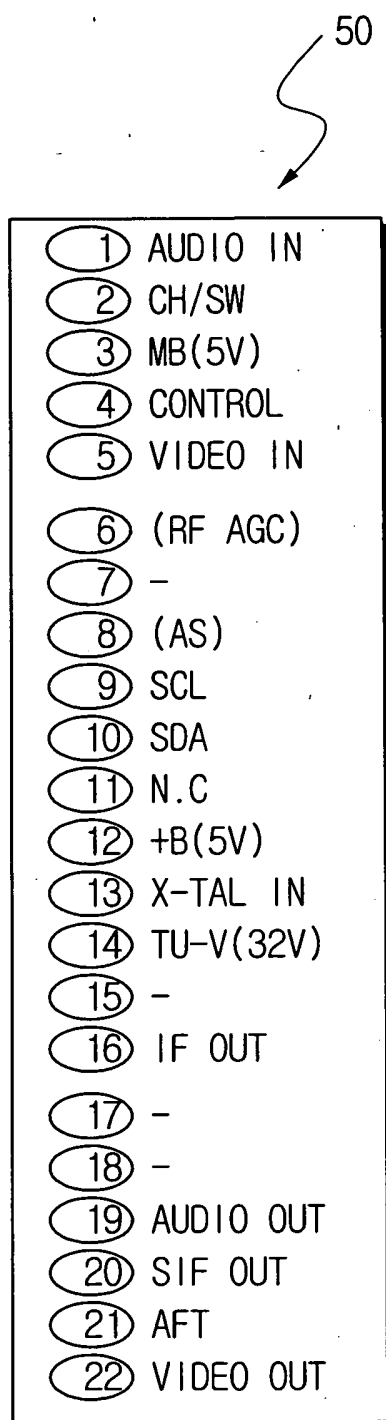 50
1 AUDIO IN
2 CH/SW
3 MB(5V)
4 CONTROL
5 VIDEO IN
6 (RF AGC)
7 -
8 (AS)
9 SCL
10 SDA
11 N.C
12 +B(5V)
13 X-TAL IN
14 TU-V(32V)
15 -
16 IF OUT
17 -
18 -
19 AUDIO OUT
20 SIF OUT
21 AFT
22 VIDEO OUT